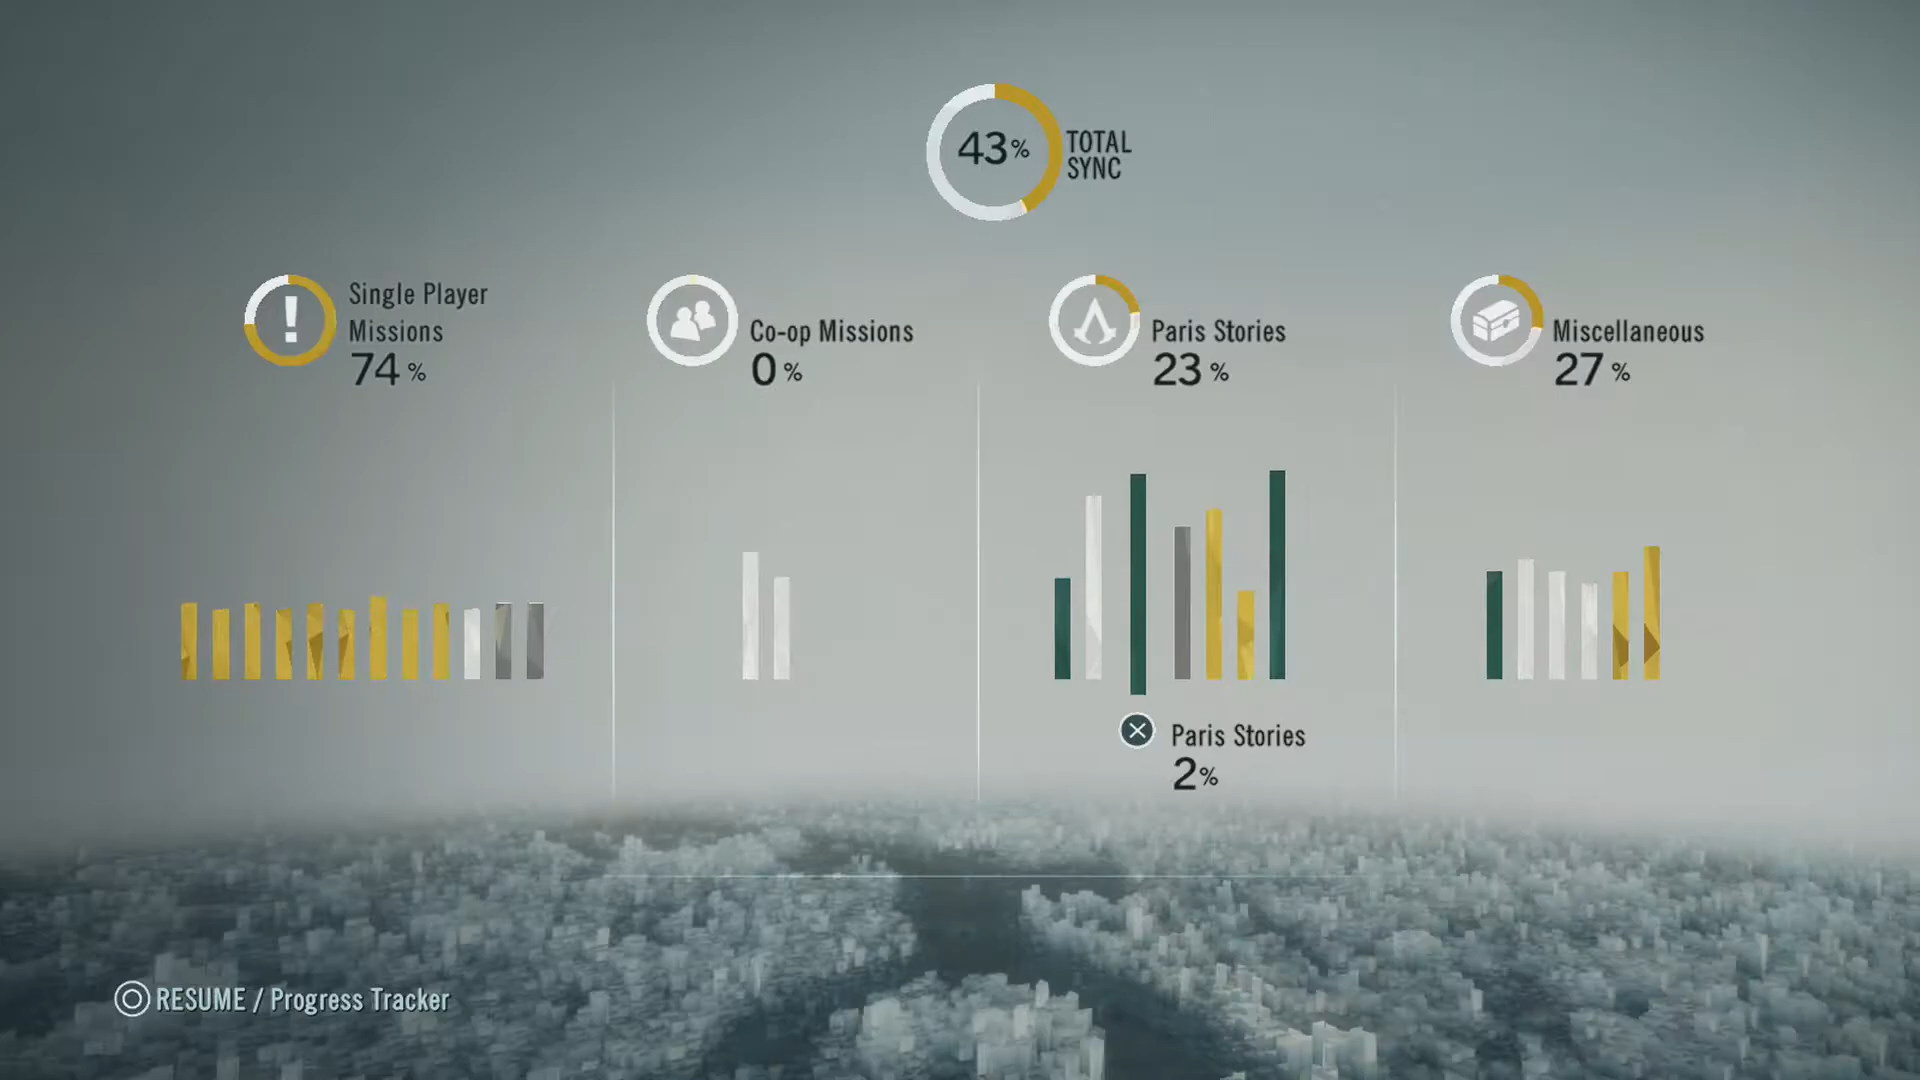 43%
TOTAL
SYNC
Single Player
Missions
74 %
Co-op Missions
0 %
Paris Stories
23 %
Miscellaneous
27 %
Paris Stories
2%
RESUME / Progress Tracker